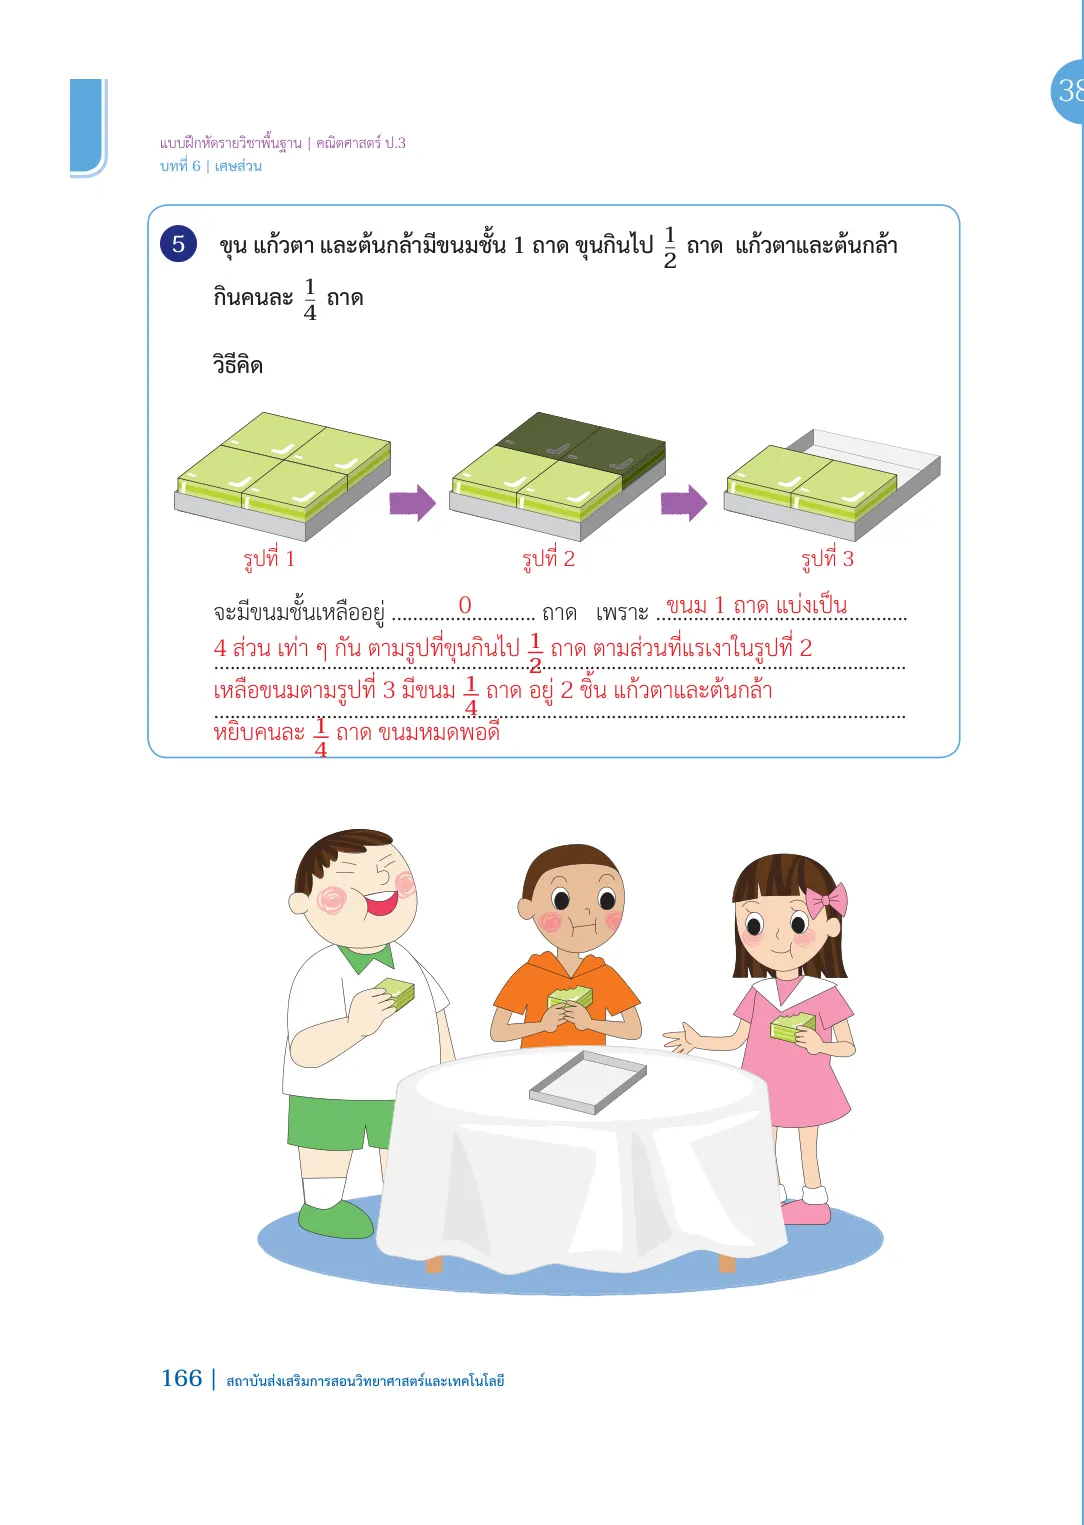 38
แบบฝึกหัดรายวิชาพื้นฐาน | คณิตศาสตร์ ป.3
บทที่ 6 | เศษส่วน
5 ขุน แก้วตา และต้นกล้ามีขนมชั้น 1 ถาด ขุนกินไป 1/2 ถาด แก้วตาและต้นกล้า
กินคนละ 1/4 ถาด
วิธีคิด
รูปที่ 1 รูปที่ 2 รูปที่ 3
จะมีขนมชั้นเหลืออยู่ 0 ถาด เพราะ ขนม 1 ถาด แบ่งเป็น
4 ส่วน เท่า ๆ กัน ตามรูปที่ขุนกินไป 1/2 ถาด ตามส่วนที่แรเงาในรูปที่ 2
เหลือขนมตามรูปที่ 3 มีขนม 1/4 ถาด อยู่ 2 ชิ้น แก้วตาและต้นกล้า
หยิบคนละ 1/4 ถาด ขนมหมดพอดี
166 | สถาบันส่งเสริมการสอนวิทยาศาสตร์และเทคโนโลยี